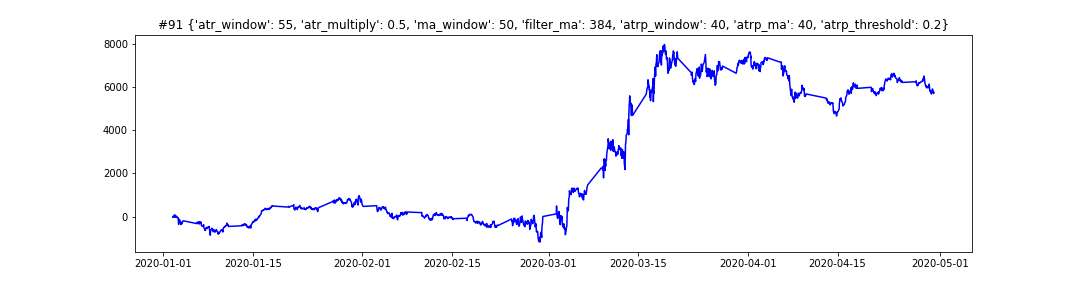 #91 {'atr_window': 55, 'atr_multiply': 0.5, 'ma_window': 50, 'filter_ma': 384, 'atrp_window': 40, 'atrp_ma': 40, 'atrp_threshold': 0.2}
8000
6000
4000
2000
0
2020-01-01 2020-01-15 2020-02-01 2020-02-15 2020-03-01 2020-03-15 2020-04-01 2020-04-15 2020-05-01